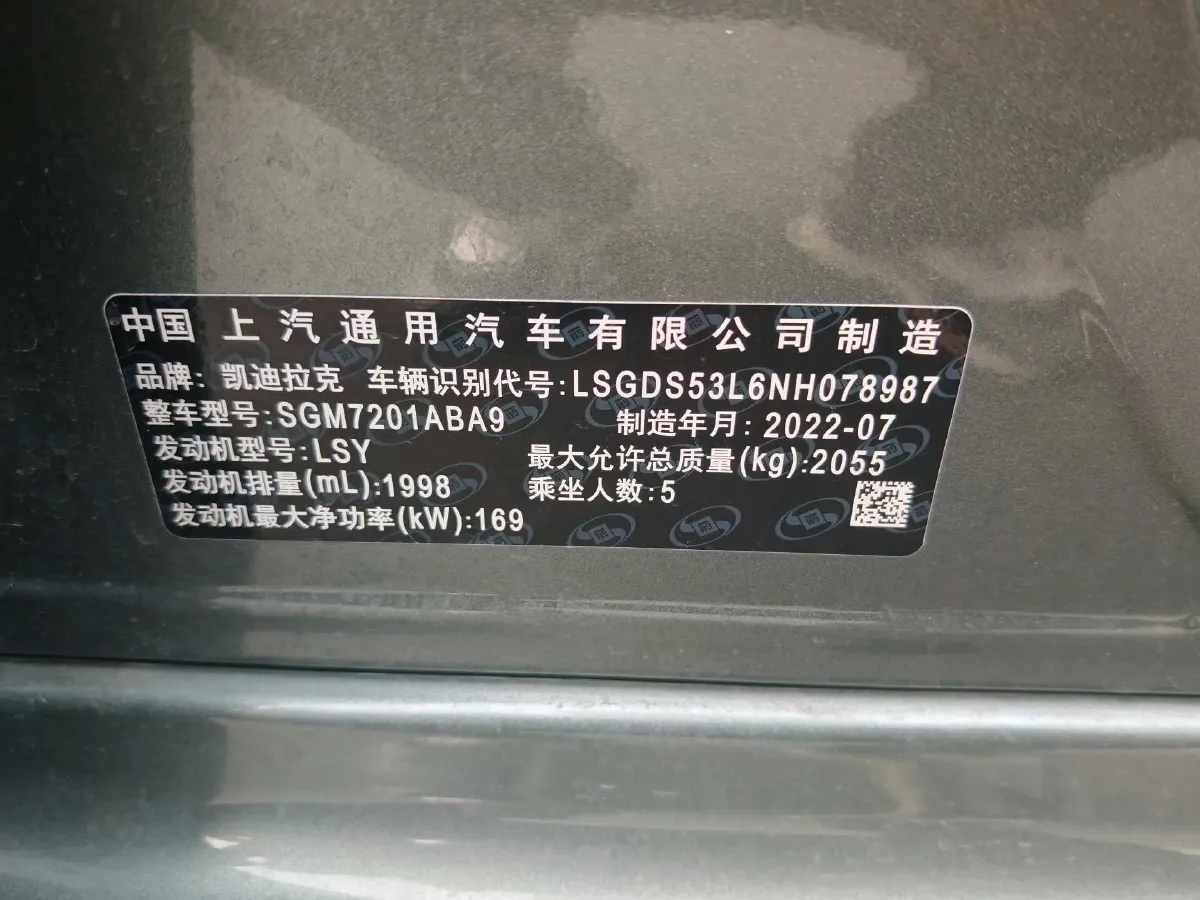 中国 上汽通用汽车有限公司制造
品牌: 凯迪拉克 车辆识别代号:LSGDS53L6NH078987
整车型号:SGM7201ABA9 制造年月: 2022-07
发动机型号:LSY 最大允许总质量(kg):2055
发动机排量(mL):1998 乘坐人数:5
发动机最大净功率(kW):169